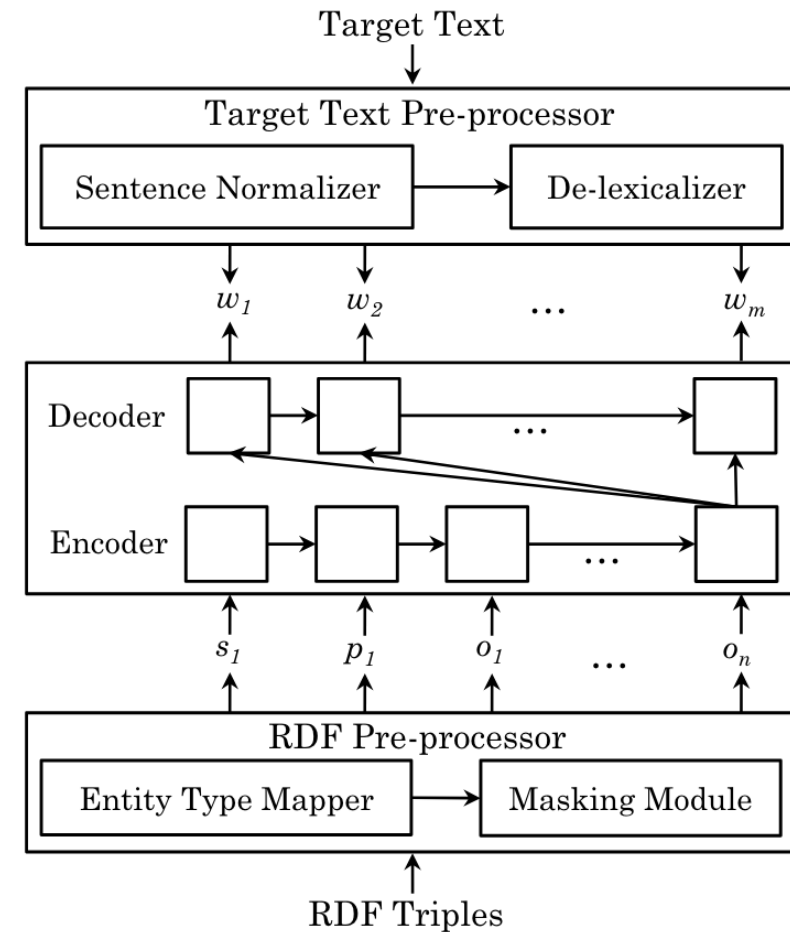 Target Text
Target Text Pre-processor
Sentence Normalizer De-lexicalizer
w1 w2 ... wm
Decoder
...
Encoder
...
s1 p1 o1 ... on
RDF Pre-processor
Entity Type Mapper Masking Module
RDF Triples